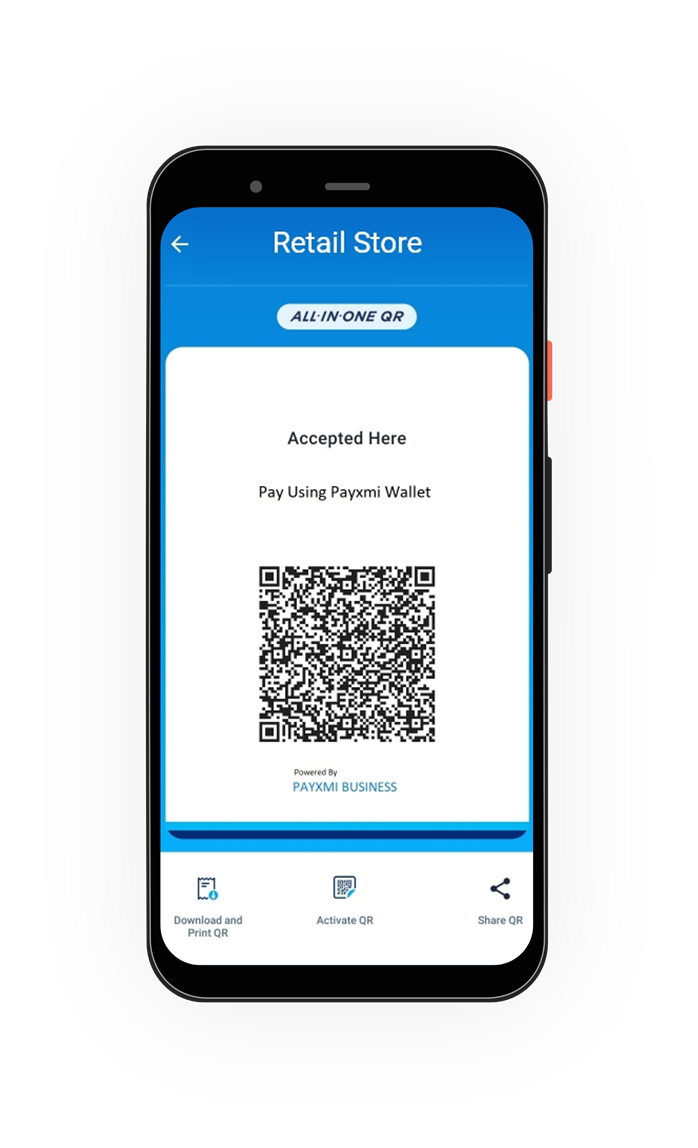 Retail Store
ALL·IN·ONE QR
Accepted Here
Pay Using Payxmi Wallet
Powered By
PAYXMI BUSINESS
Download and
Print QR
Activate QR
Share QR